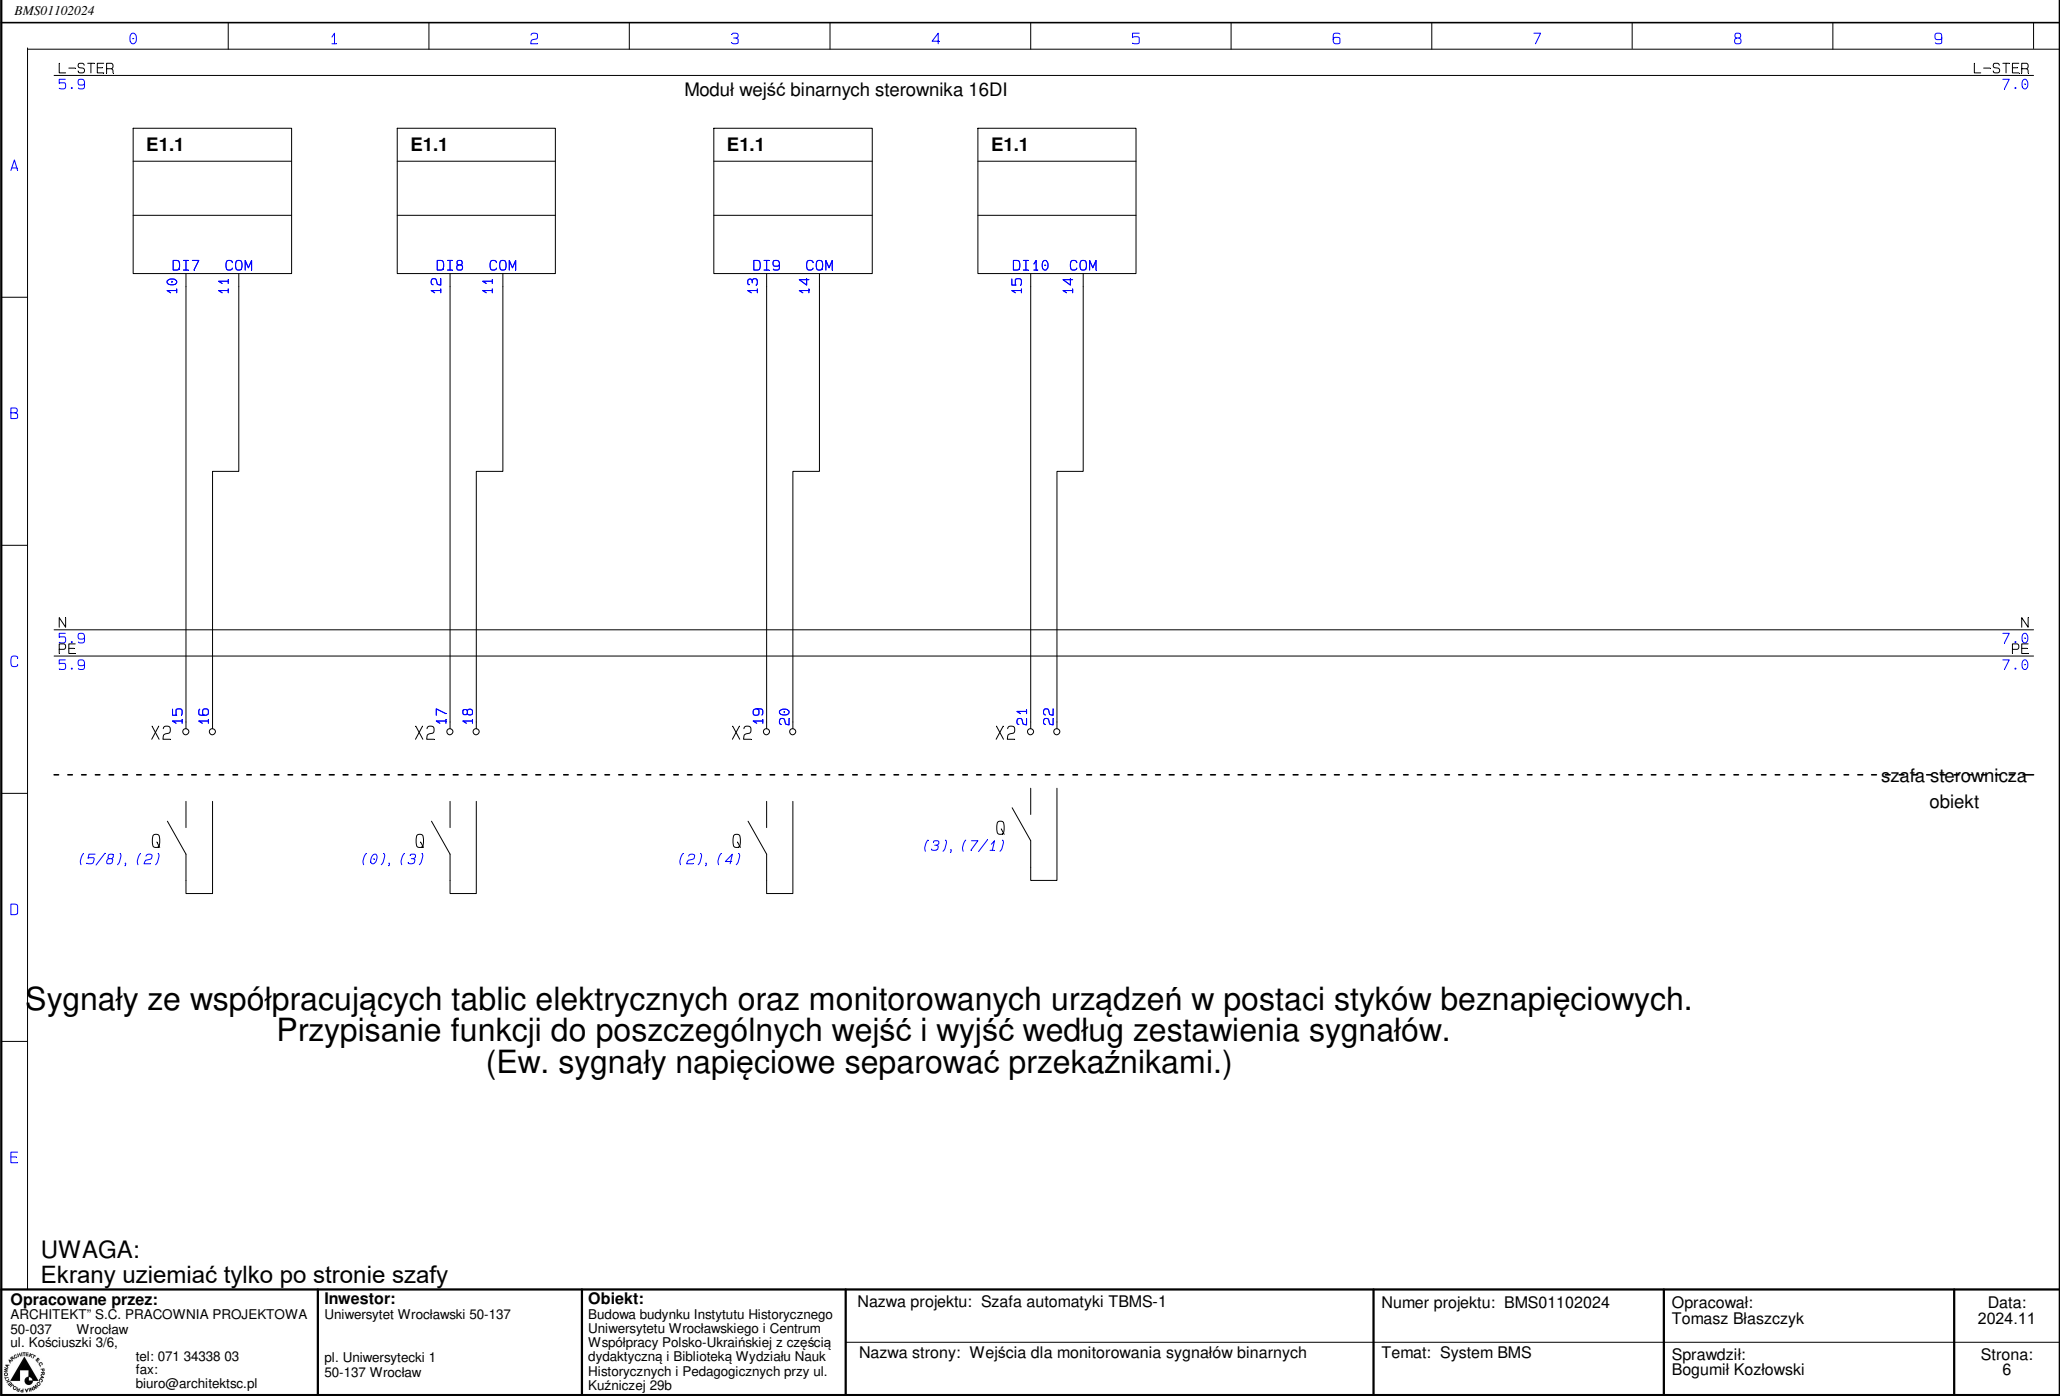 BMS01102024
0 1 2 3 4 5 6 7 8 9
L-STER L-STER
5.9 7.0
Moduł wejść binarnych sterownika 16DI
E1.1 E1.1 E1.1 E1.1
A
DI7 COM DI8 COM DI9 COM DI10 COM
10 11 12 11 13 14 15 14
B
N N
5.9 7.0
PE PE
5.9 7.0
C
15 16 17 18 19 20 21 22
X2 X2 X2 X2
szafa sterownicza
obiekt
Q Q Q Q
(5/8), (2) (0), (3) (2), (4) (3), (7/1)
D
Sygnały ze współpracujących tablic elektrycznych oraz monitorowanych urządzeń w postaci styków beznapięciowych.
Przypisanie funkcji do poszczególnych wejść i wyjść według zestawienia sygnałów.
(Ew. sygnały napięciowe separować przekaźnikami.)
E
UWAGA:
Ekrany uziemiać tylko po stronie szafy
Opracowane przez:
ARCHITEKT" S.C. PRACOWNIA PROJEKTOWA
50-037 Wrocław
ul. Kościuszki 3/6,
tel: 071 34338 03
fax:
biuro@architektsc.pl
Inwestor:
Uniwersytet Wrocławski 50-137
pl. Uniwersytecki 1
50-137 Wrocław
Obiekt:
Budowa budynku Instytutu Historycznego
Uniwersytetu Wrocławskiego i Centrum
Współpracy Polsko-Ukraińskiej z częścią
dydaktyczną i Biblioteką Wydziału Nauk
Historycznych i Pedagogicznych przy ul.
Kuźniczej 29b
Nazwa projektu: Szafa automatyki TBMS-1
Nazwa strony: Wejścia dla monitorowania sygnałów binarnych
Numer projektu: BMS01102024
Temat: System BMS
Opracował:
Tomasz Błaszczyk
Sprawdził:
Bogumił Kozłowski
Data:
2024.11
Strona:
6